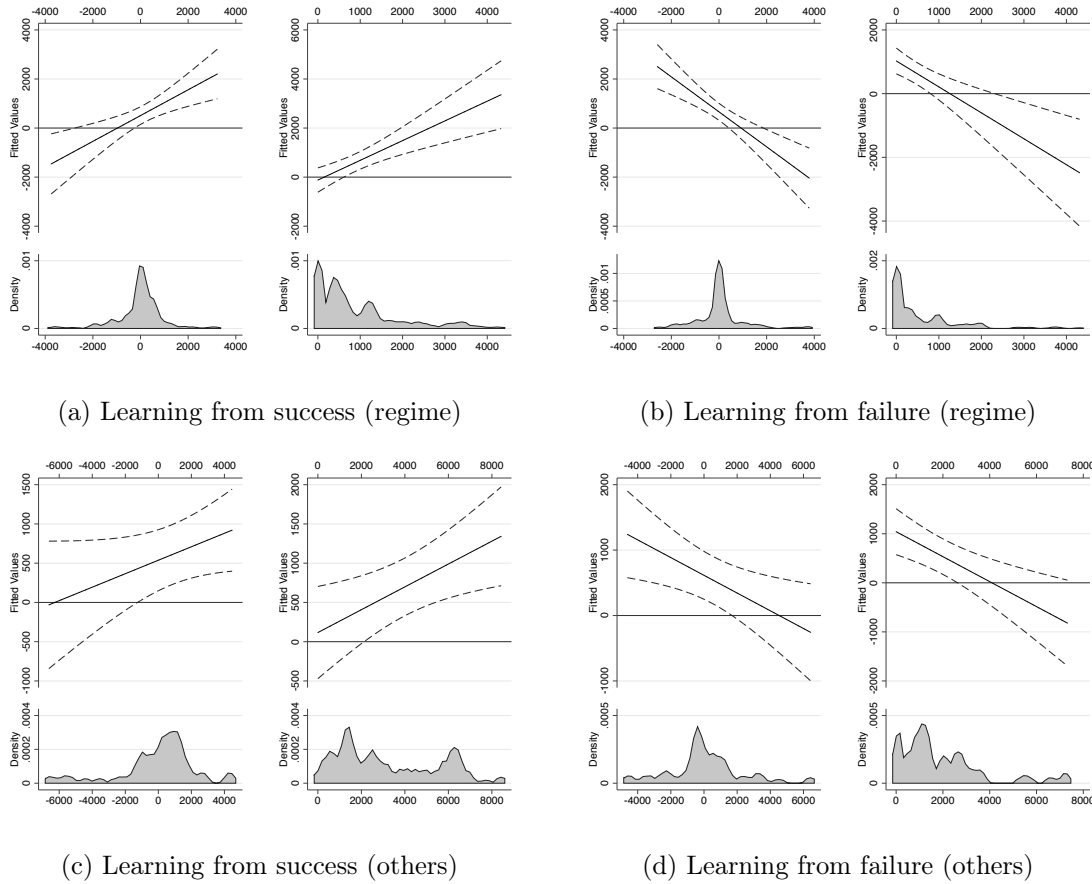 -4000 -2000 0 2000 4000
4000
2000
0
-2000
-4000
Fitted Values
.001
0
Density
-4000 -2000 0 2000 4000
0 1000 2000 3000 4000
6000
4000
2000
0
-2000
Fitted Values
.001
0
Density
0 1000 2000 3000 4000
(a) Learning from success (regime)
-4000 -2000 0 2000 4000
4000
2000
0
-2000
-4000
Fitted Values
.001
.0005
0
Density
-4000 -2000 0 2000 4000
0 1000 2000 3000 4000
2000
0
-2000
-4000
Fitted Values
.002
0
Density
0 1000 2000 3000 4000
(b) Learning from failure (regime)
-6000 -4000 -2000 0 2000 4000
1500
1000
500
0
-500
-1000
Fitted Values
.0004
.0002
0
Density
-6000 -4000 -2000 0 2000 4000
0 2000 4000 6000 8000
2000
1500
1000
500
0
-500
Fitted Values
.0004
.0002
0
Density
0 2000 4000 6000 8000
(c) Learning from success (others)
-4000 -2000 0 2000 4000 6000
2000
1000
0
-1000
Fitted Values
.0005
0
Density
-4000 -2000 0 2000 4000 6000
0 2000 4000 6000 8000
2000
1000
0
-1000
-2000
Fitted Values
.0005
0
Density
0 2000 4000 6000 8000
(d) Learning from failure (others)